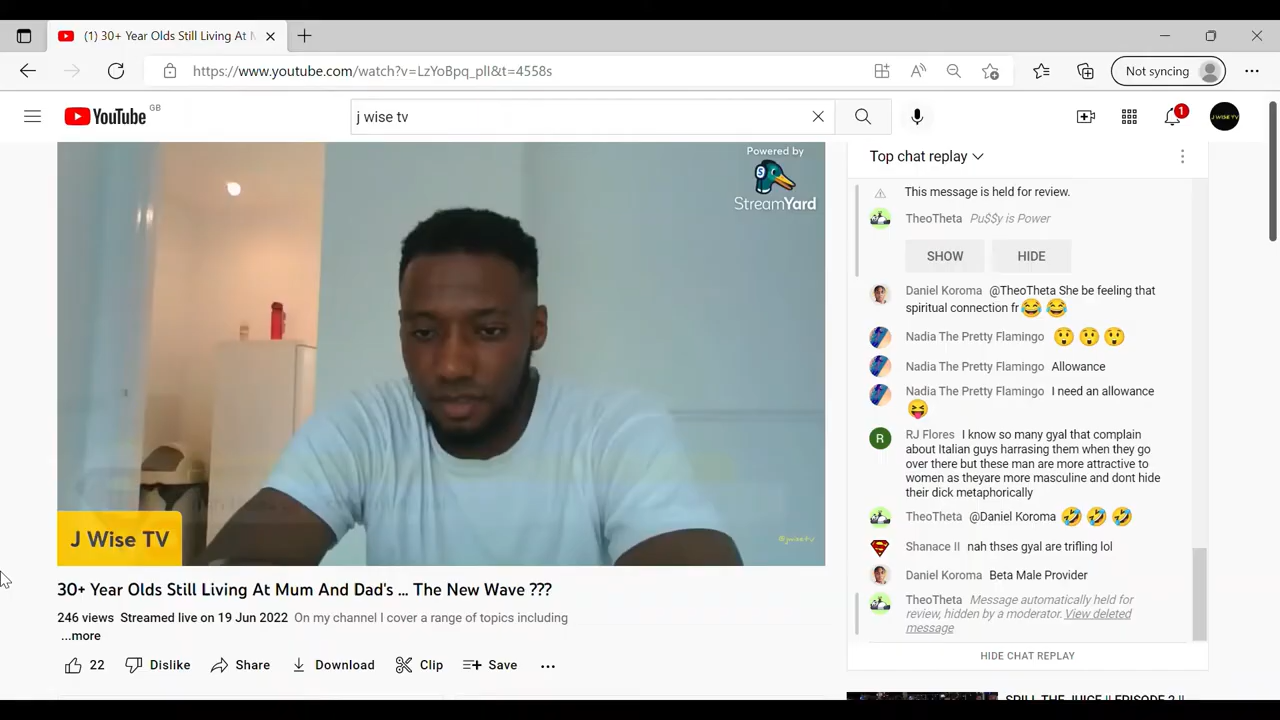 (1) 30+ Year Olds Still Living At M
https://www.youtube.com/watch?v=LzYoBpq_plI&t=4558s
Not syncing
YouTube GB
j wise tv
1
J WISE TV
Powered by
StreamYard
J Wise TV
@jwisetv
30+ Year Olds Still Living At Mum And Dad's ... The New Wave ???
246 views Streamed live on 19 Jun 2022 On my channel I cover a range of topics including
...more
22 Dislike Share Download Clip Save
Top chat replay
This message is held for review.
TheoTheta Pu$$y is Power
SHOW HIDE
Daniel Koroma @TheoTheta She be feeling that
spiritual connection fr😂 😂
Nadia The Pretty Flamingo 😲 😲 😲
Nadia The Pretty Flamingo Allowance
Nadia The Pretty Flamingo I need an allowance
😝
R RJ Flores I know so many gyal that complain
about Italian guys harrasing them when they go
over there but these man are more attractive to
women as theyare more masculine and dont hide
their dick metaphorically
TheoTheta @Daniel Koroma 🤣 🤣 🤣
Shanace II nah thses gyal are trifling lol
Daniel Koroma Beta Male Provider
TheoTheta Message automatically held for
review, hidden by a moderator. View deleted
message
HIDE CHAT REPLAY
SPILL THE JUICE || EPISODE 2 ||